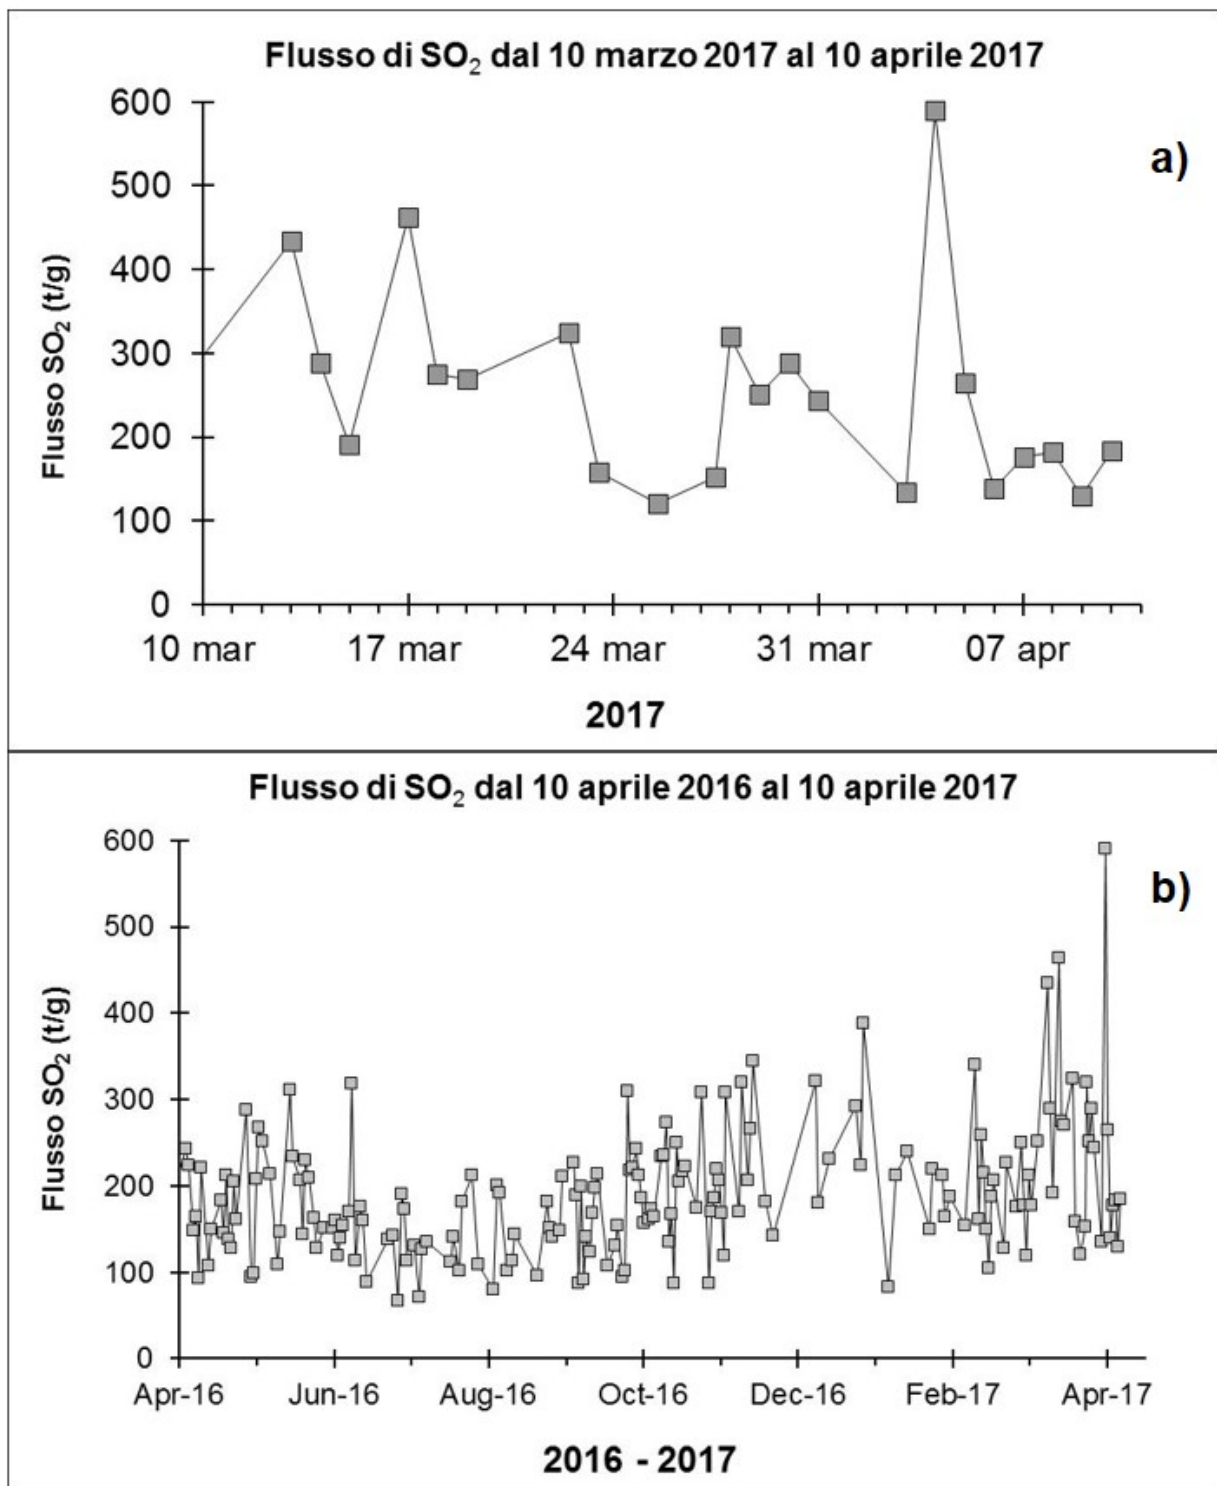 Flusso di SO₂ dal 10 marzo 2017 al 10 aprile 2017
a)
Flusso SO₂ (t/g)
600
500
400
300
200
100
0
10 mar 17 mar 24 mar 31 mar 07 apr
2017
Flusso di SO₂ dal 10 aprile 2016 al 10 aprile 2017
b)
Flusso SO₂ (t/g)
600
500
400
300
200
100
0
Apr-16 Jun-16 Aug-16 Oct-16 Dec-16 Feb-17 Apr-17
2016 - 2017